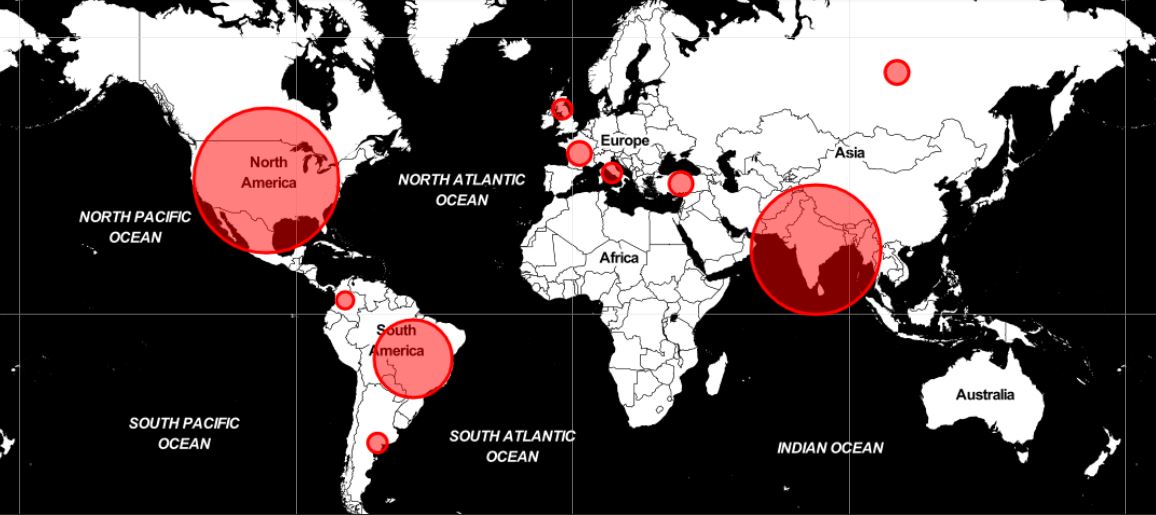 Europe
Asia
North
America
NORTH ATLANTIC
OCEAN
NORTH PACIFIC
OCEAN
Africa
South
America
Australia
SOUTH PACIFIC
OCEAN
SOUTH ATLANTIC
OCEAN
INDIAN OCEAN